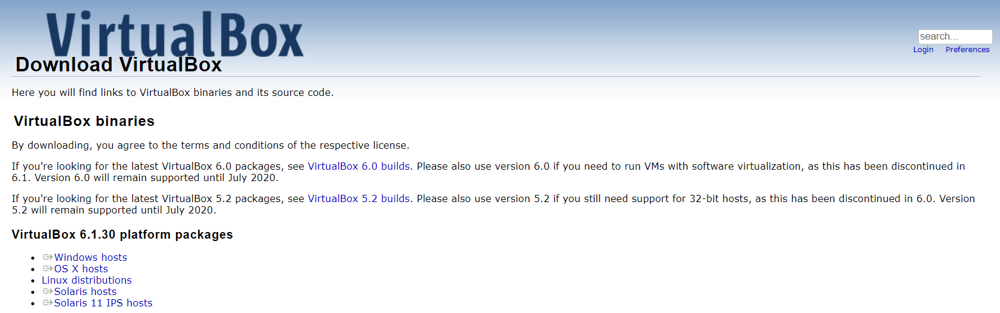 VirtualBox
search...
Login Preferences
Download VirtualBox
Here you will find links to VirtualBox binaries and its source code.
VirtualBox binaries
By downloading, you agree to the terms and conditions of the respective license.
If you're looking for the latest VirtualBox 6.0 packages, see VirtualBox 6.0 builds. Please also use version 6.0 if you need to run VMs with software virtualization, as this has been discontinued in
6.1. Version 6.0 will remain supported until July 2020.
If you're looking for the latest VirtualBox 5.2 packages, see VirtualBox 5.2 builds. Please also use version 5.2 if you still need support for 32-bit hosts, as this has been discontinued in 6.0. Version
5.2 will remain supported until July 2020.
VirtualBox 6.1.30 platform packages
Windows hosts
OS X hosts
Linux distributions
Solaris hosts
Solaris 11 IPS hosts